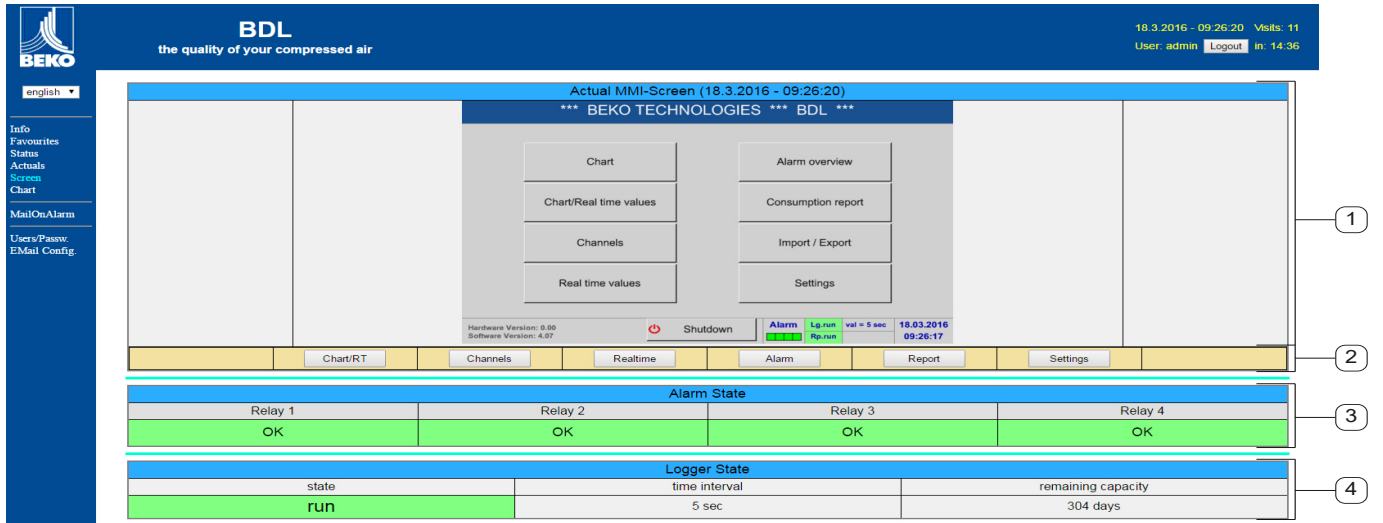 BEKO
BDL
the quality of your compressed air
18.3.2016 - 09:26:20 Visits: 11
User: admin Logout in: 14:36
english
Info
Favourites
Status
Actuals
Screen
Chart
MailOnAlarm
Users/Passw.
EMail Config.
Actual MMI-Screen (18.3.2016 - 09:26:20)
*** BEKO TECHNOLOGIES *** BDL ***
Chart Alarm overview
Chart/Real time values Consumption report
Channels Import / Export
Real time values Settings
Hardware Version: 0.00
Software Version: 4.07
Shutdown
Alarm Lg.run val = 5 sec 18.03.2016
Rp.run 09:26:17
1
Chart/RT Channels Realtime Alarm Report Settings
2
Alarm State
Relay 1 Relay 2 Relay 3 Relay 4
OK OK OK OK
3
Logger State
state time interval remaining capacity
run 5 sec 304 days
4